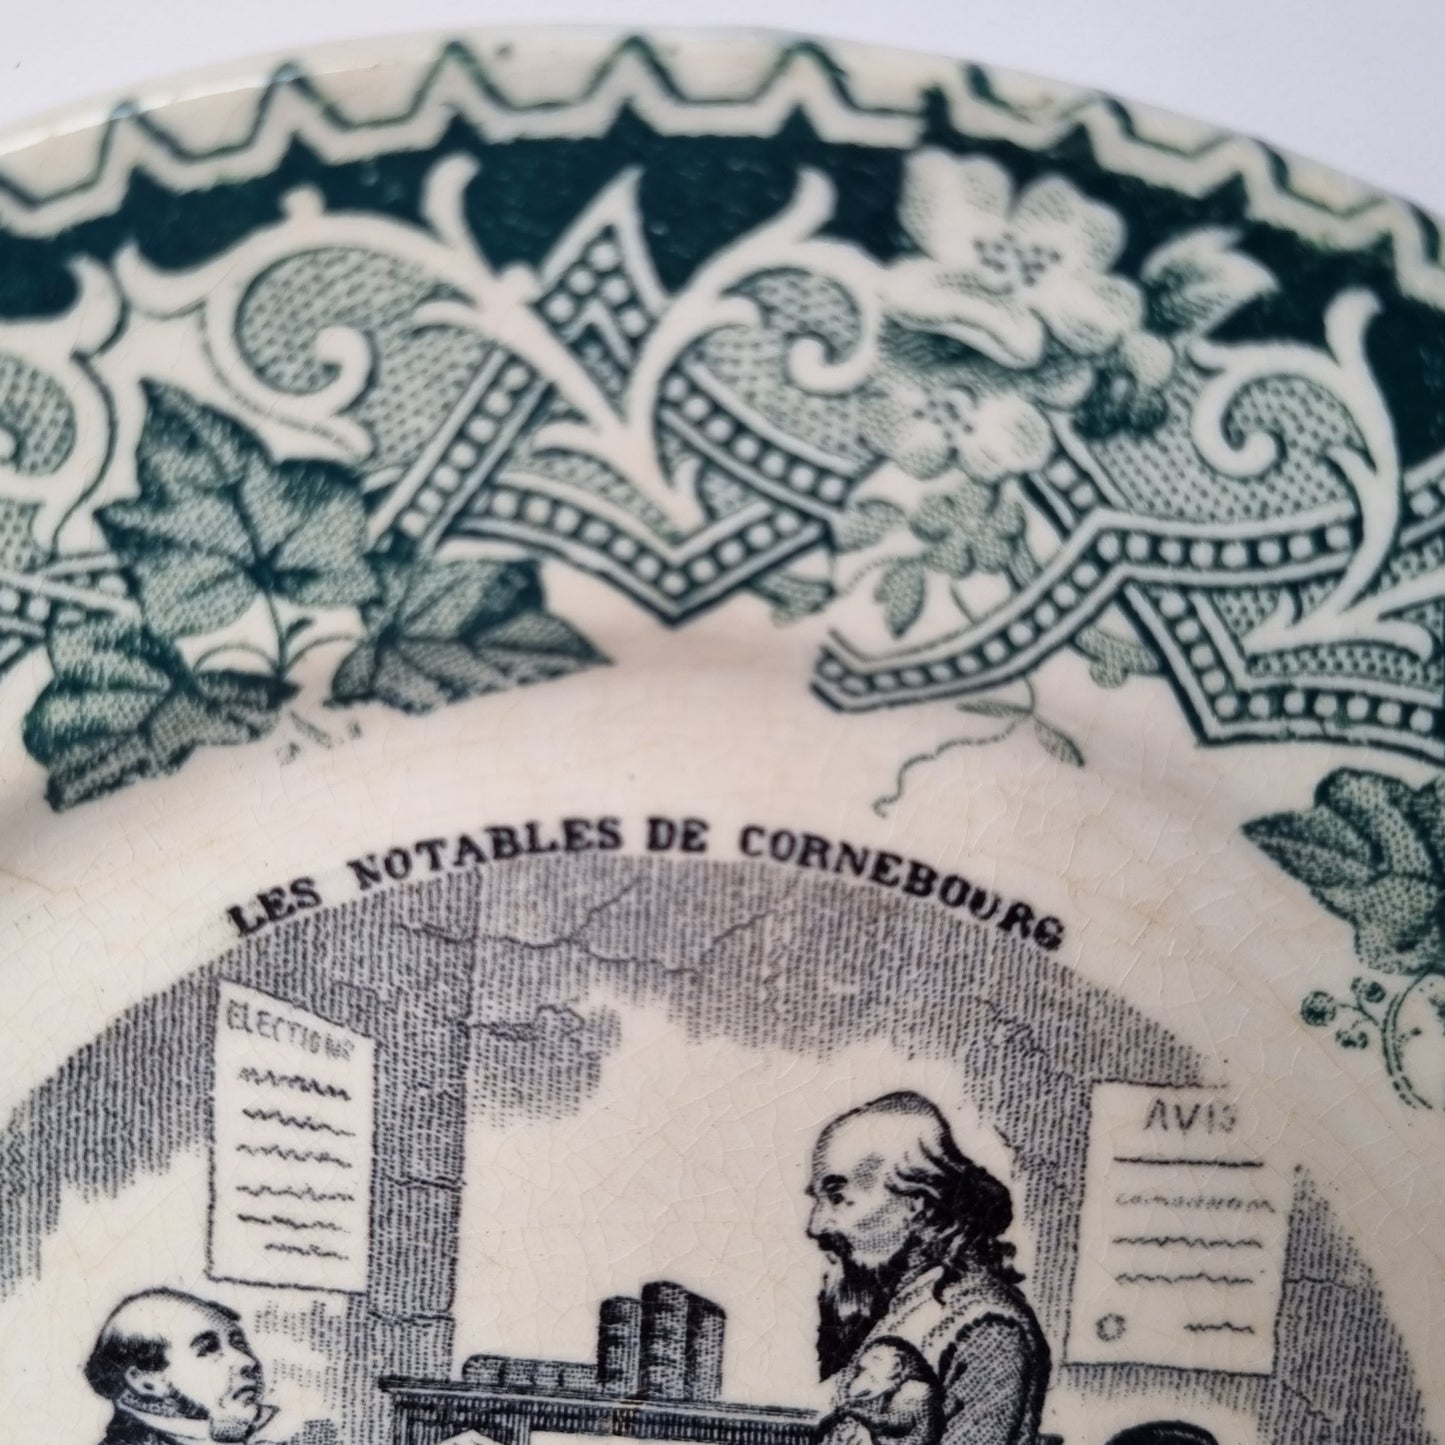 LES NOTABLES DE CORNEBOURG
ELECTIONS
AVIS